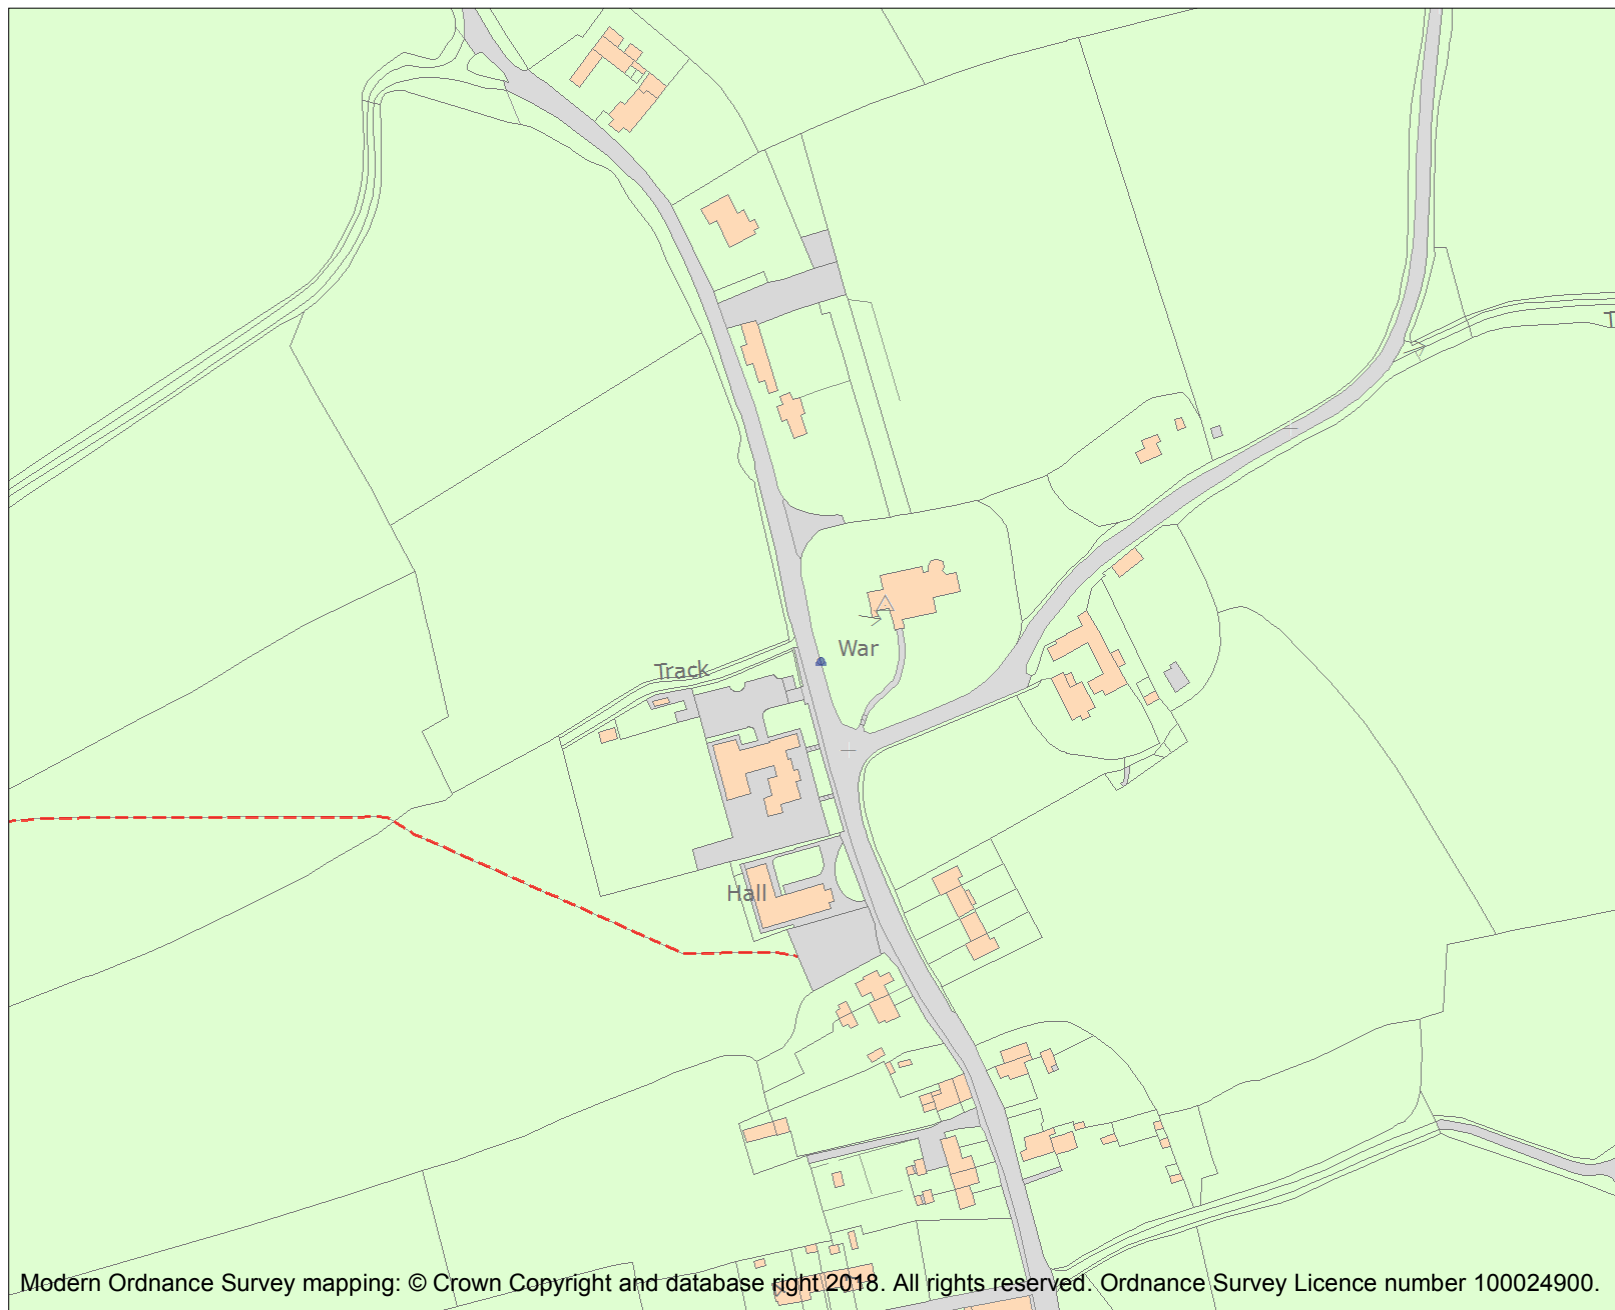 War
Track
Hall
Modern Ordnance Survey mapping: © Crown Copyright and database right 2018. All rights reserved. Ordnance Survey Licence number 100024900.